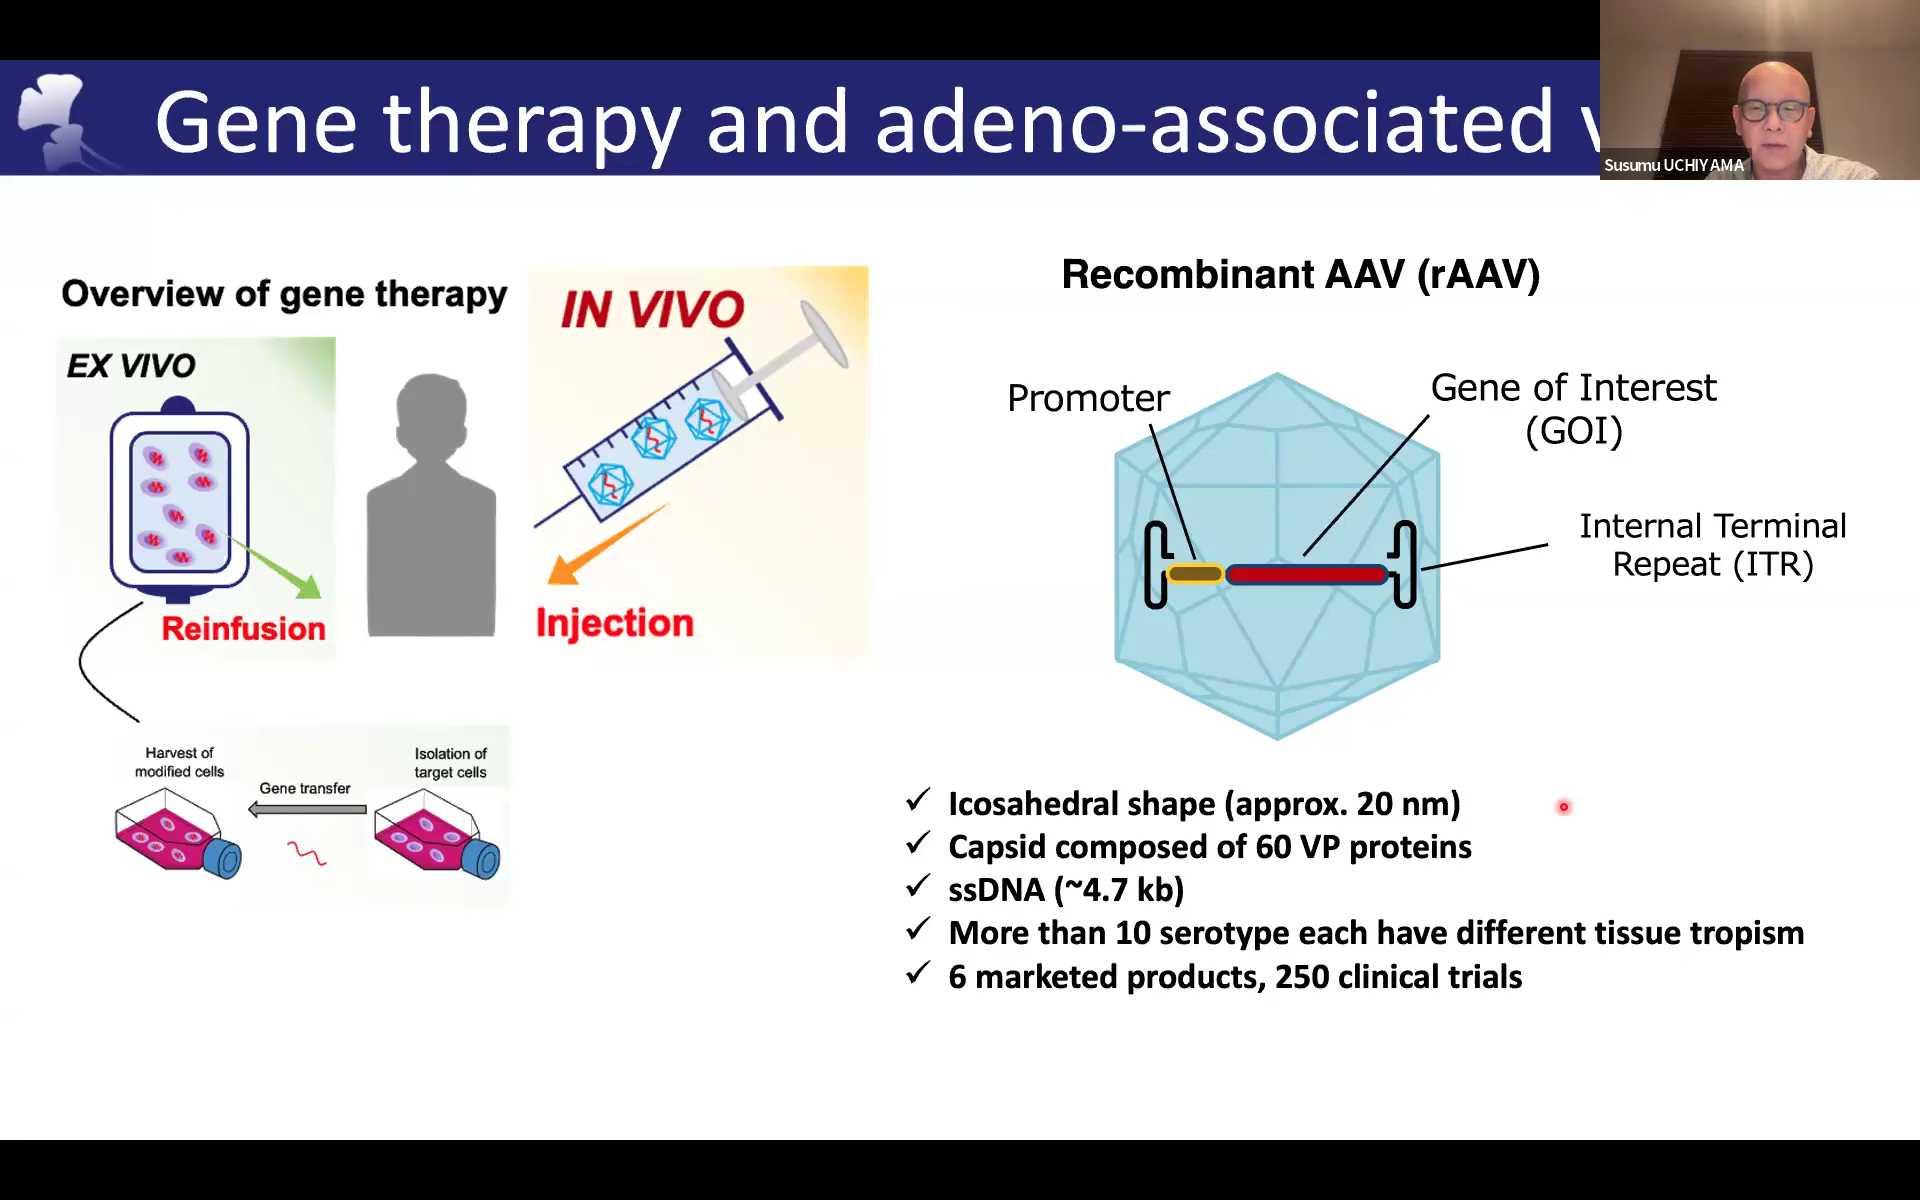 Gene therapy and adeno-associated
Susumu UCHIYAMA
Overview of gene therapy
EX VIVO
Reinfusion
IN VIVO
Injection
Harvest of
modified cells
Gene transfer
Isolation of
target cells
Recombinant AAV (rAAV)
Promoter
Gene of Interest
(GOI)
Internal Terminal
Repeat (ITR)
✓ Icosahedral shape (approx. 20 nm)
✓ Capsid composed of 60 VP proteins
✓ ssDNA (~4.7 kb)
✓ More than 10 serotype each have different tissue tropism
✓ 6 marketed products, 250 clinical trials